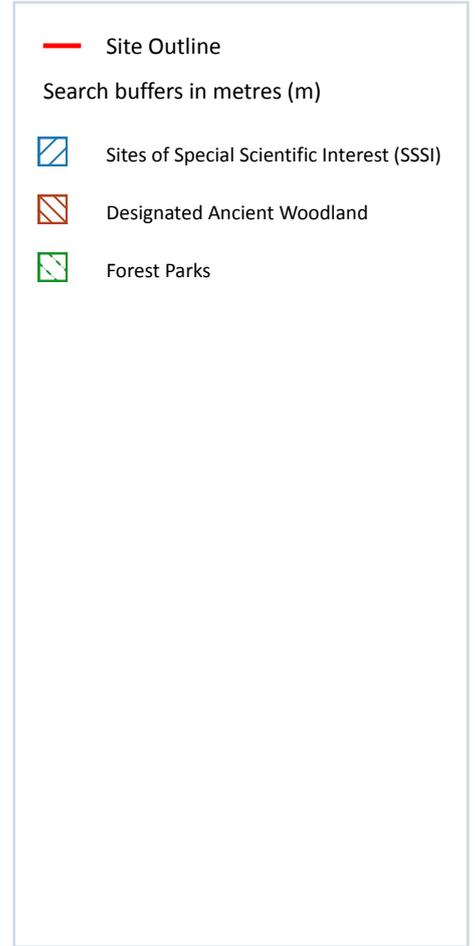 Site Outline
Search buffers in metres (m)
Sites of Special Scientific Interest (SSSI)
Designated Ancient Woodland
Forest Parks